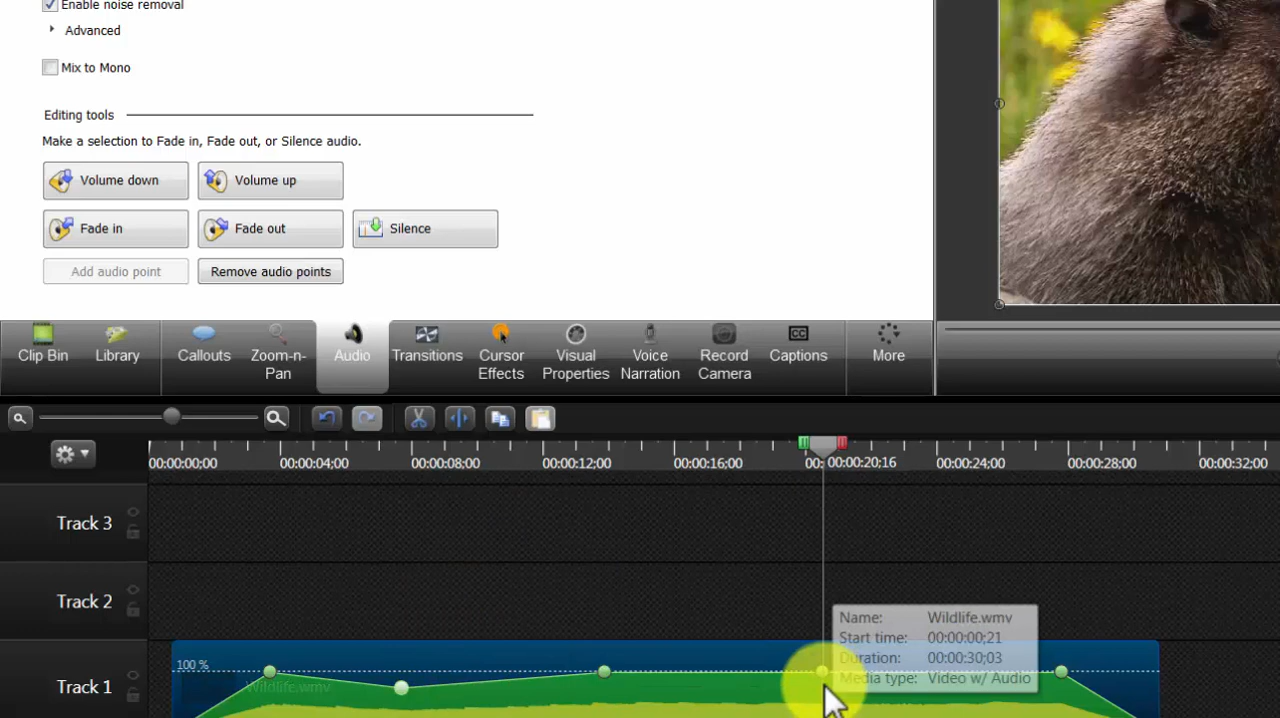 Enable noise removal
Advanced
Mix to Mono
Editing tools
Make a selection to Fade in, Fade out, or Silence audio.
Volume down
Volume up
Fade in
Fade out
Silence
Add audio point
Remove audio points
Clip Bin
Library
Callouts
Zoom-n-Pan
Audio
Transitions
Cursor Effects
Visual Properties
Voice Narration
Record Camera
CC
Captions
More
00:00:00;00
00:00:04;00
00:00:08;00
00:00:12;00
00:00:16;00
00:
00:00:20;16
00:00:24;00
00:00:28;00
00:00:32;00
Track 3
Track 2
Name: Wildlife.wmv
Start time: 00:00:00;21
Duration: 00:00:30;03
Media type: Video w/ Audio
100 %
Track 1
Wildlife.wmv